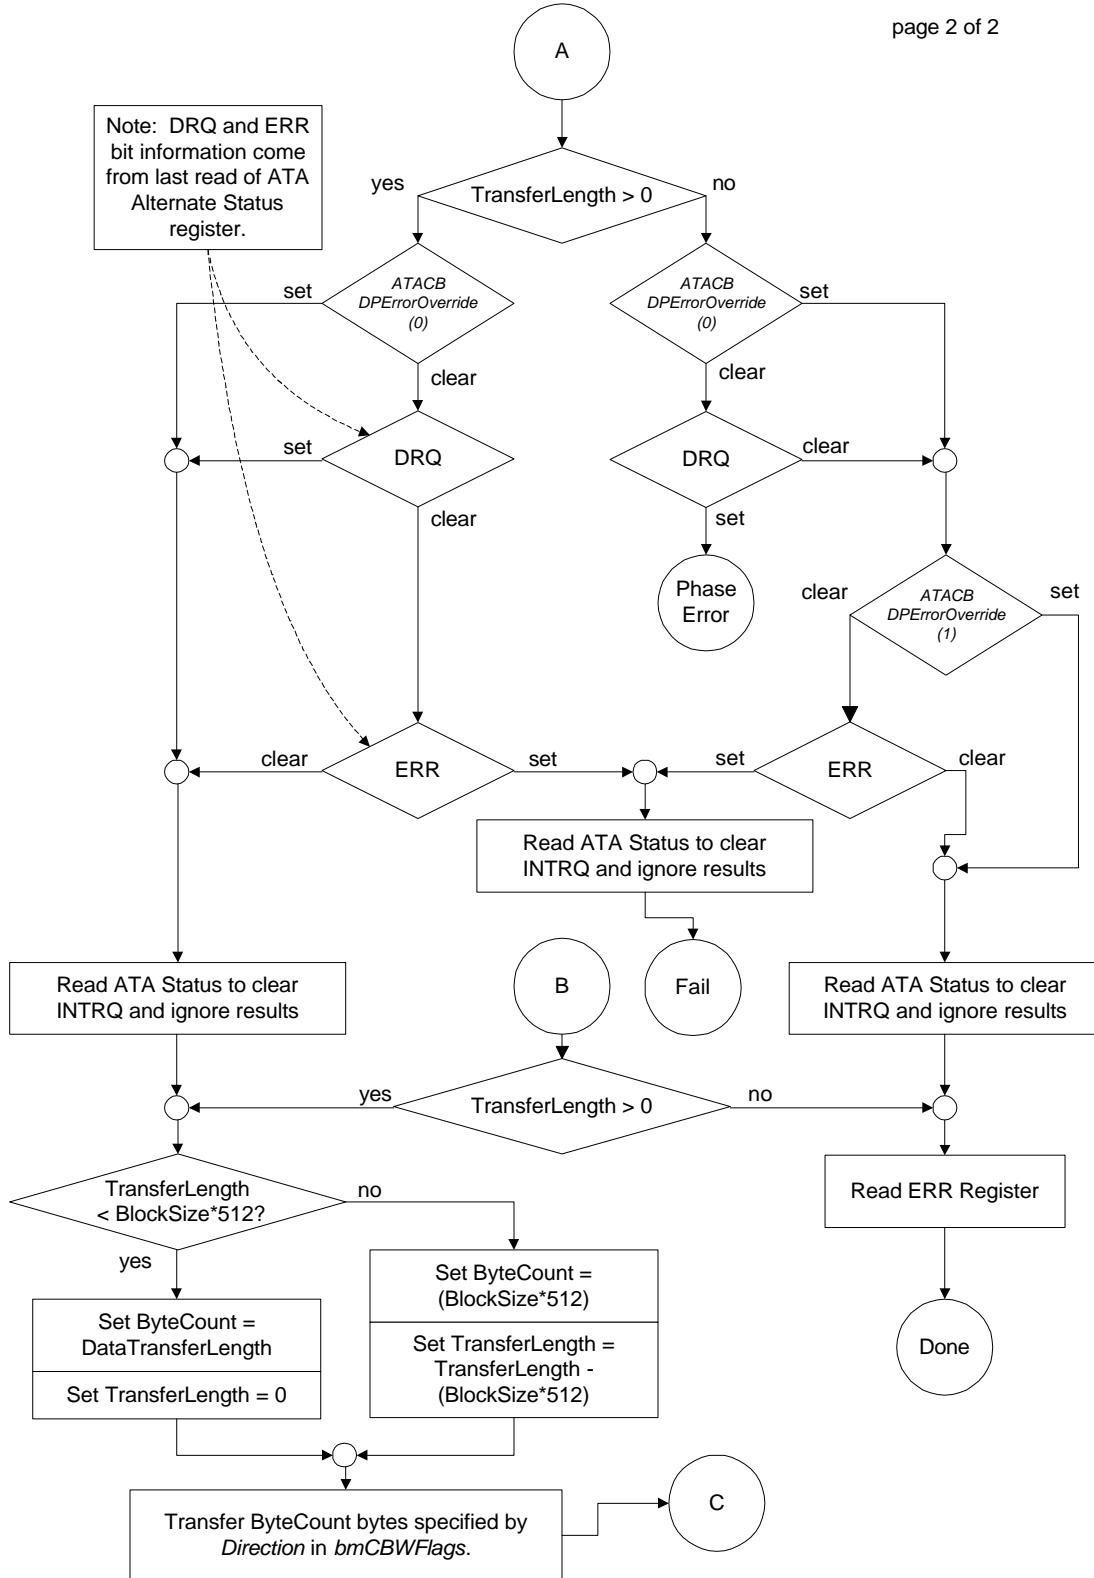 page 2 of 2
A
Note:  DRQ and ERR
bit information come
from last read of ATA
Alternate Status
register.
yes
TransferLength > 0
no
set
ATACB
DPErrorOverride
(0)
ATACB
DPErrorOverride
(0)
set
clear
clear
set
DRQ
DRQ
clear
clear
set
Phase
Error
clear
ATACB
DPErrorOverride
(1)
set
clear
ERR
set
set
ERR
clear
Read ATA Status to clear
INTRQ and ignore results
Read ATA Status to clear
INTRQ and ignore results
B
Fail
Read ATA Status to clear
INTRQ and ignore results
yes
TransferLength > 0
no
TransferLength
< BlockSize*512?
no
yes
Read ERR Register
Set ByteCount =
DataTransferLength
Set TransferLength = 0
Set ByteCount =
(BlockSize*512)
Set TransferLength =
TransferLength -
(BlockSize*512)
Done
Transfer ByteCount bytes specified by
Direction in bmCBWFlags.
C